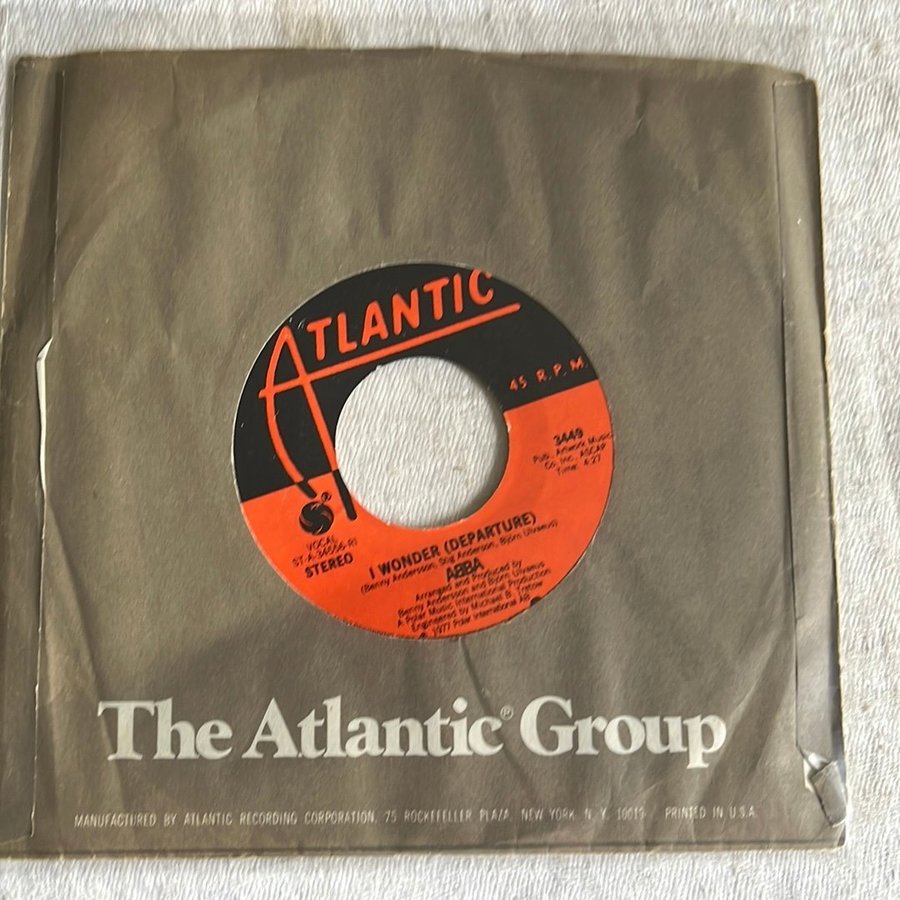 ATLANTIC
45 R.P.M.
3449
Pub., Artwork Music
Co. Inc., ASCAP
Time: 4:27
VOCAL
ST-A-34556-RI
STEREO
I WONDER (DEPARTURE)
(Benny Andersson, Stig Anderson, Björn Ulvaeus)
ABBA
Arranged and Produced by
Benny Andersson and Björn Ulvaeus
A Polar Music International Production
Engineered by Michael B. Tretow
1977 Polar International AB
The Atlantic® Group
MANUFACTURED BY ATLANTIC RECORDING CORPORATION, 75 ROCKEFELLER PLAZA, NEW YORK, N. Y. 10019 PRINTED IN U.S.A.